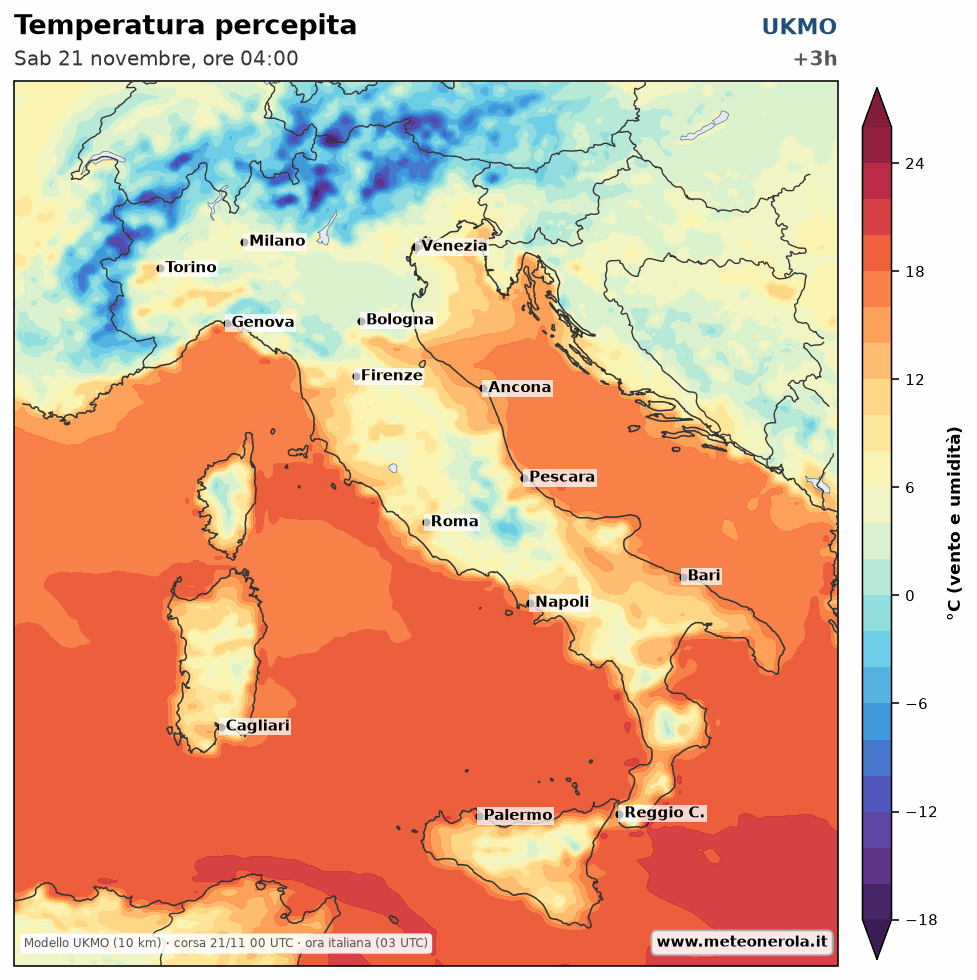 Temperatura percepita
UKMO
Sab 21 novembre, ore 04:00
+3h
Milano
Venezia
Torino
Genova
Bologna
Firenze
Ancona
Pescara
Roma
Bari
Napoli
Cagliari
Palermo
Reggio C.
24
18
12
6
0
−6
−12
−18
°C (vento e umidità)
Modello UKMO (10 km) · corsa 21/11 00 UTC · ora italiana (03 UTC)
www.meteonerola.it